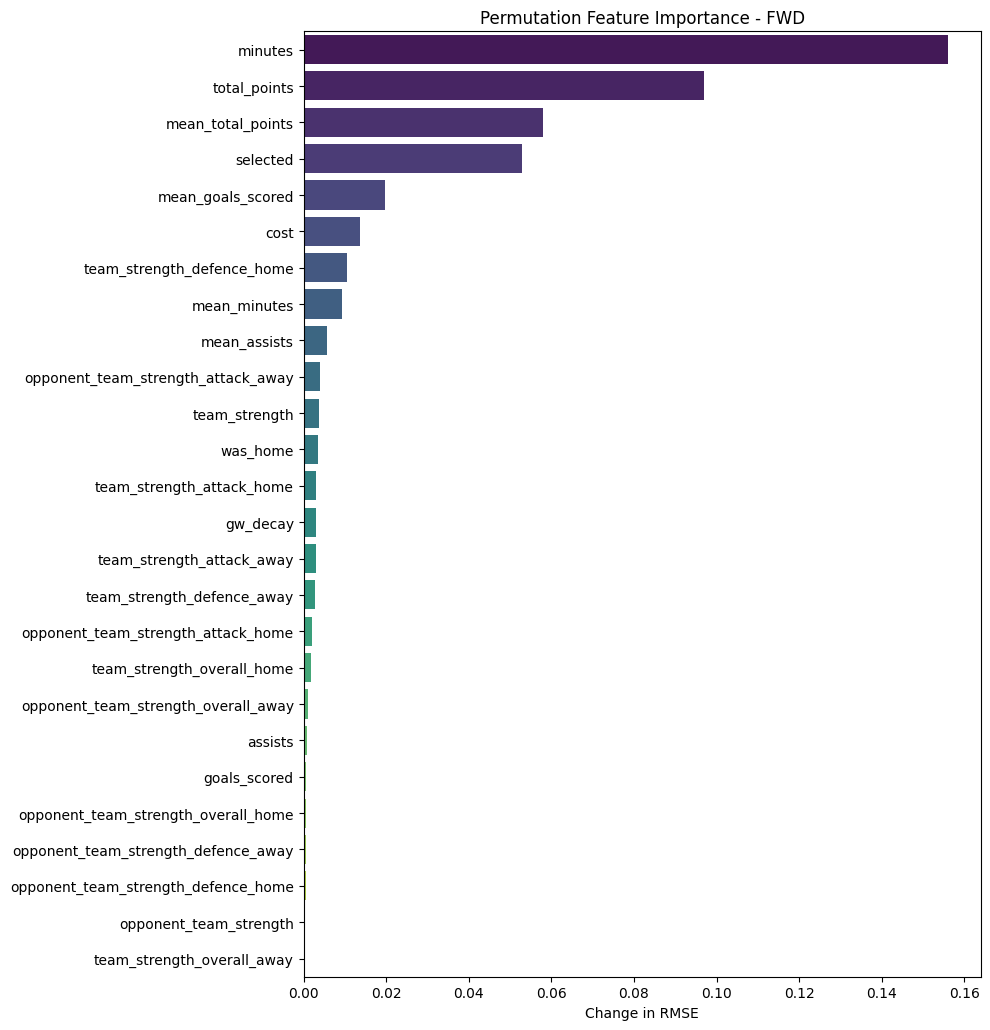 Permutation Feature Importance - FWD
minutes
total_points
mean_total_points
selected
mean_goals_scored
cost
team_strength_defence_home
mean_minutes
mean_assists
opponent_team_strength_attack_away
team_strength
was_home
team_strength_attack_home
gw_decay
team_strength_attack_away
team_strength_defence_away
opponent_team_strength_attack_home
team_strength_overall_home
opponent_team_strength_overall_away
assists
goals_scored
opponent_team_strength_overall_home
opponent_team_strength_defence_away
opponent_team_strength_defence_home
opponent_team_strength
team_strength_overall_away
0.00 0.02 0.04 0.06 0.08 0.10 0.12 0.14 0.16
Change in RMSE